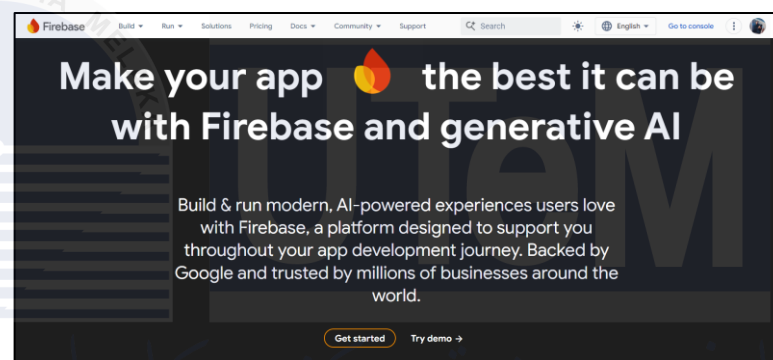 Firebase Build Run Solutions Pricing Docs Community Support Search English Go to console
Make your app the best it can be
with Firebase and generative AI
Build & run modern, AI-powered experiences users love
with Firebase, a platform designed to support you
throughout your app development journey. Backed by
Google and trusted by millions of businesses around the
world.
Get started Try demo →
UTeM